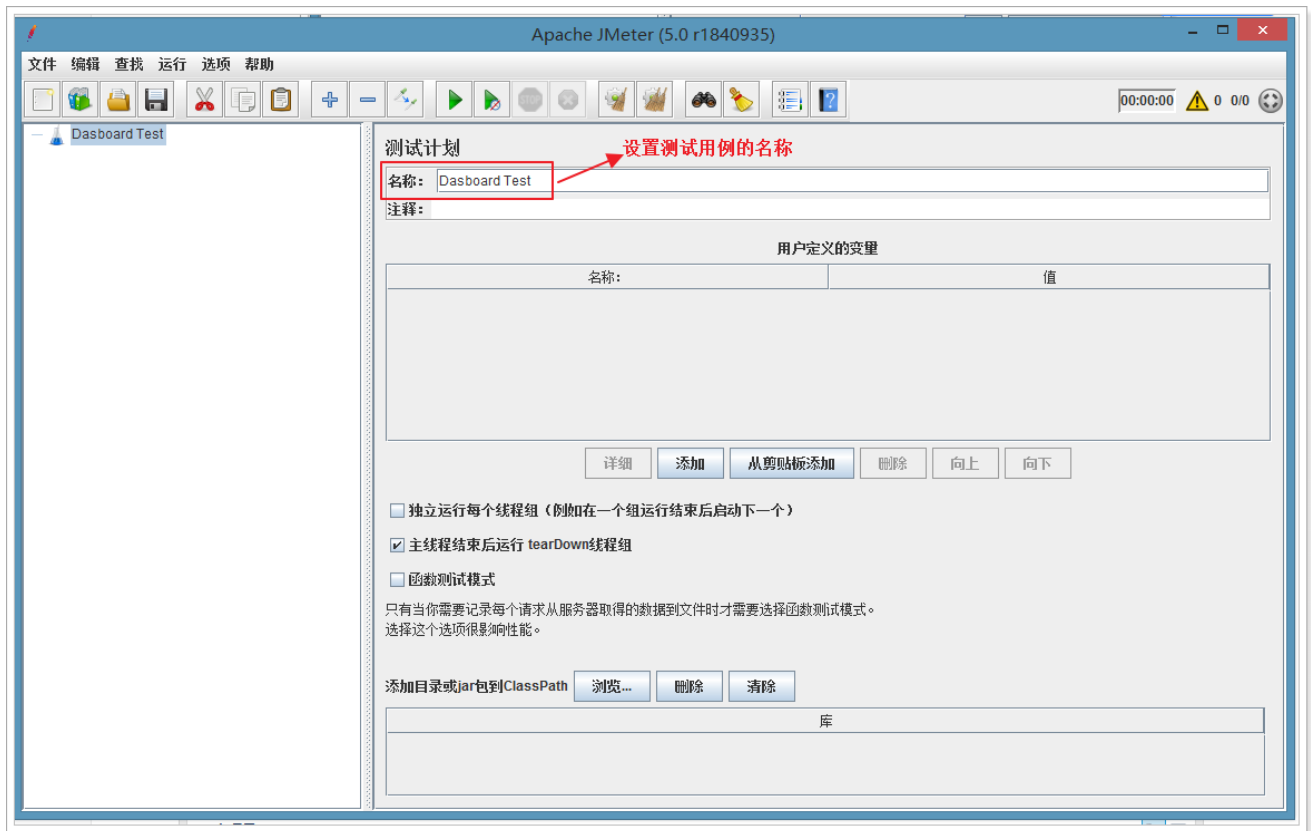 Apache JMeter (5.0 r1840935)
文件 编辑 查找 运行 选项 帮助
STOP
00:00:00 0 0/0
Dasboard Test
测试计划
设置测试用例的名称
名称： Dasboard Test
注释：
用户定义的变量
名称: 值
详细 添加 从剪贴板添加 删除 向上 向下
独立运行每个线程组（例如在一个组运行结束后启动下一个）
主线程结束后运行 tearDown线程组
函数测试模式
只有当你需要记录每个请求从服务器取得的数据到文件时才需要选择函数测试模式。
选择这个选项很影响性能。
添加目录或jar包到ClassPath 浏览... 删除 清除
库